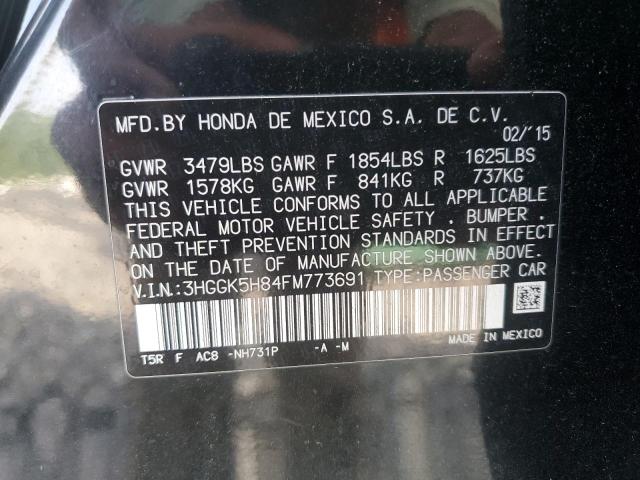 MFD.BY HONDA DE MEXICO S.A. DE C.V.
02/'15
GVWR 3479LBS GAWR F 1854LBS R 1625LBS
GVWR 1578KG GAWR F 841KG R 737KG
THIS VEHICLE CONFORMS TO ALL APPLICABLE
FEDERAL MOTOR VEHICLE SAFETY . BUMPER .
AND THEFT PREVENTION STANDARDS IN EFFECT
ON THE DATE OF MANUFACTURE SHOWN ABOVE.
V.I.N.:3HGGK5H84FM773691 TYPE:PASSENGER CAR
T5R F AC8 -NH731P -A -M MADE IN MEXICO